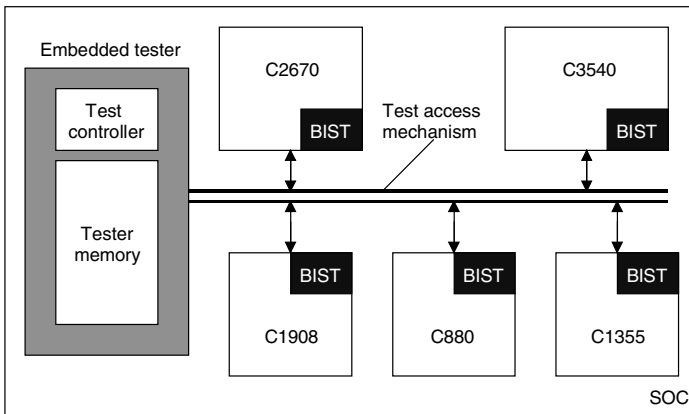 Embedded tester
Test
controller
Tester
memory
C2670
BIST
Test access
mechanism
C3540
BIST
BIST
C1908
BIST
C880
BIST
C1355
SOC